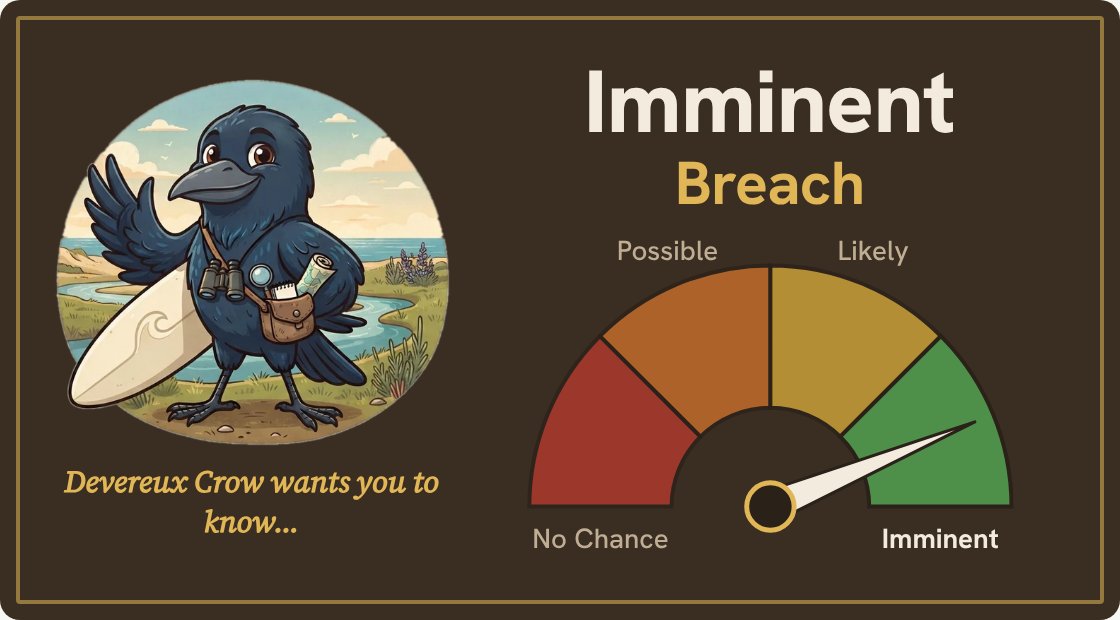 Imminent
Breach
Possible
Likely
No Chance
Imminent
Devereux Crow wants you to
know...